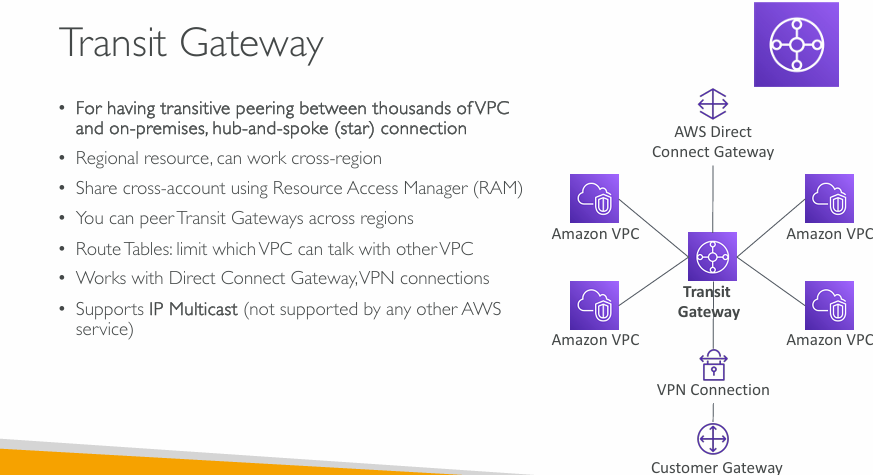 Transit Gateway
• For having transitive peering between thousands of VPC
and on-premises, hub-and-spoke (star) connection
• Regional resource, can work cross-region
• Share cross-account using Resource Access Manager (RAM)
• You can peer Transit Gateways across regions
• Route Tables: limit which VPC can talk with other VPC
• Works with Direct Connect Gateway, VPN connections
• Supports IP Multicast (not supported by any other AWS
service)
AWS Direct
Connect Gateway
Amazon VPC
Amazon VPC
Transit
Gateway
Amazon VPC
Amazon VPC
VPN Connection
Customer Gateway